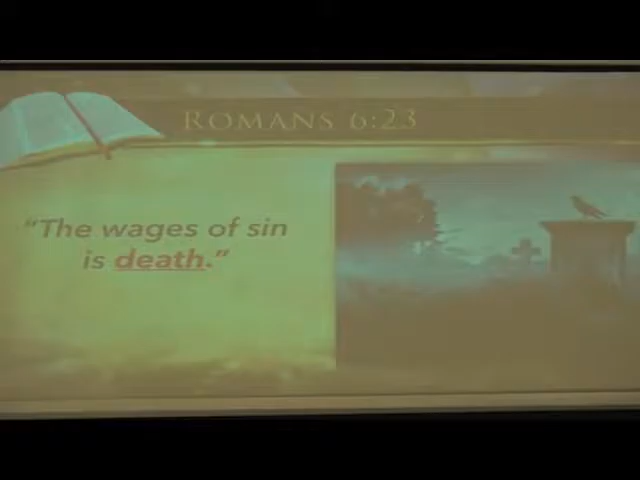 ROMANS 6:23
“The wages of sin
is death.”